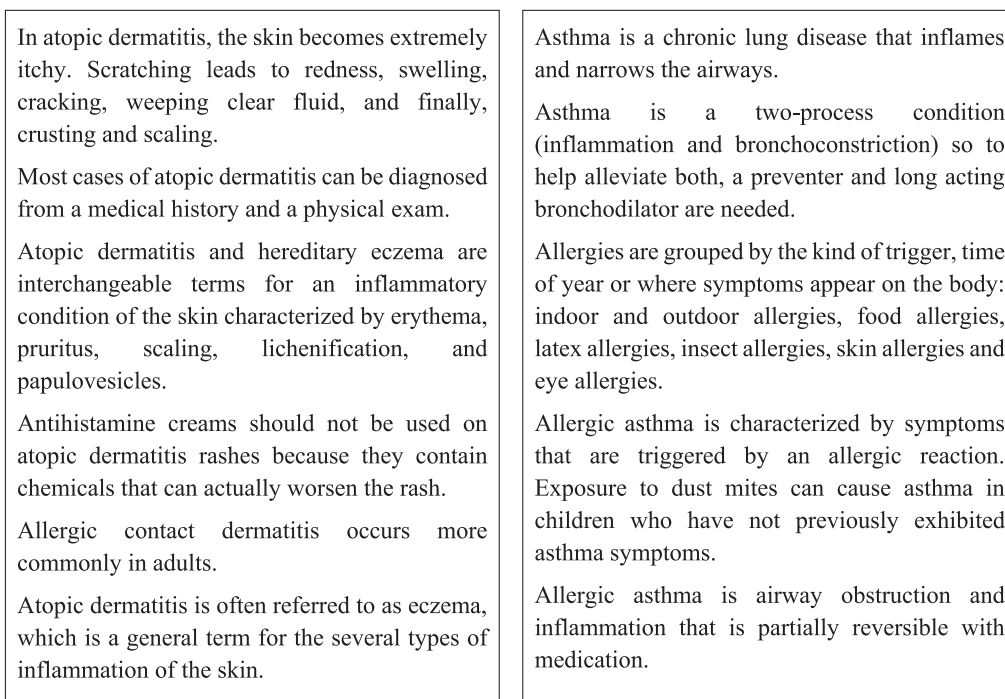 In atopic dermatitis, the skin becomes extremely
itchy. Scratching leads to redness, swelling,
cracking, weeping clear fluid, and finally,
crusting and scaling.
Most cases of atopic dermatitis can be diagnosed
from a medical history and a physical exam.
Atopic dermatitis and hereditary eczema are
interchangeable terms for an inflammatory
condition of the skin characterized by erythema,
pruritus, scaling, lichenification, and
papulovesicles.
Antihistamine creams should not be used on
atopic dermatitis rashes because they contain
chemicals that can actually worsen the rash.
Allergic contact dermatitis occurs more
commonly in adults.
Atopic dermatitis is often referred to as eczema,
which is a general term for the several types of
inflammation of the skin.
Asthma is a chronic lung disease that inflames
and narrows the airways.
Asthma is a two-process condition
(inflammation and bronchoconstriction) so to
help alleviate both, a preventer and long acting
bronchodilator are needed.
Allergies are grouped by the kind of trigger, time
of year or where symptoms appear on the body:
indoor and outdoor allergies, food allergies,
latex allergies, insect allergies, skin allergies and
eye allergies.
Allergic asthma is characterized by symptoms
that are triggered by an allergic reaction.
Exposure to dust mites can cause asthma in
children who have not previously exhibited
asthma symptoms.
Allergic asthma is airway obstruction and
inflammation that is partially reversible with
medication.